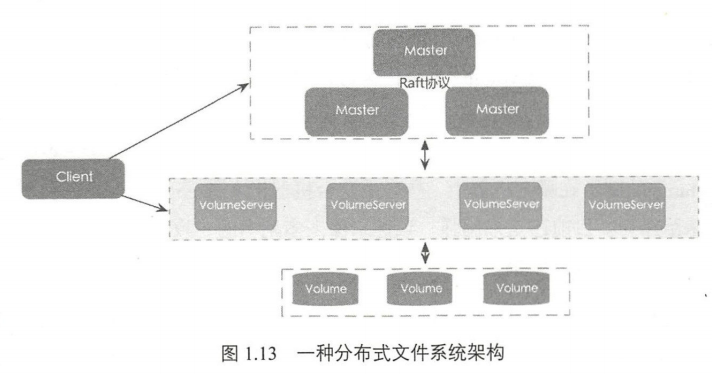 Master
Raft协议
Master Master
Client
VolumeServer VolumeServer VolumeServer VolumeServer
Volume Volume Volume
图 1.13 一种分布式文件系统架构